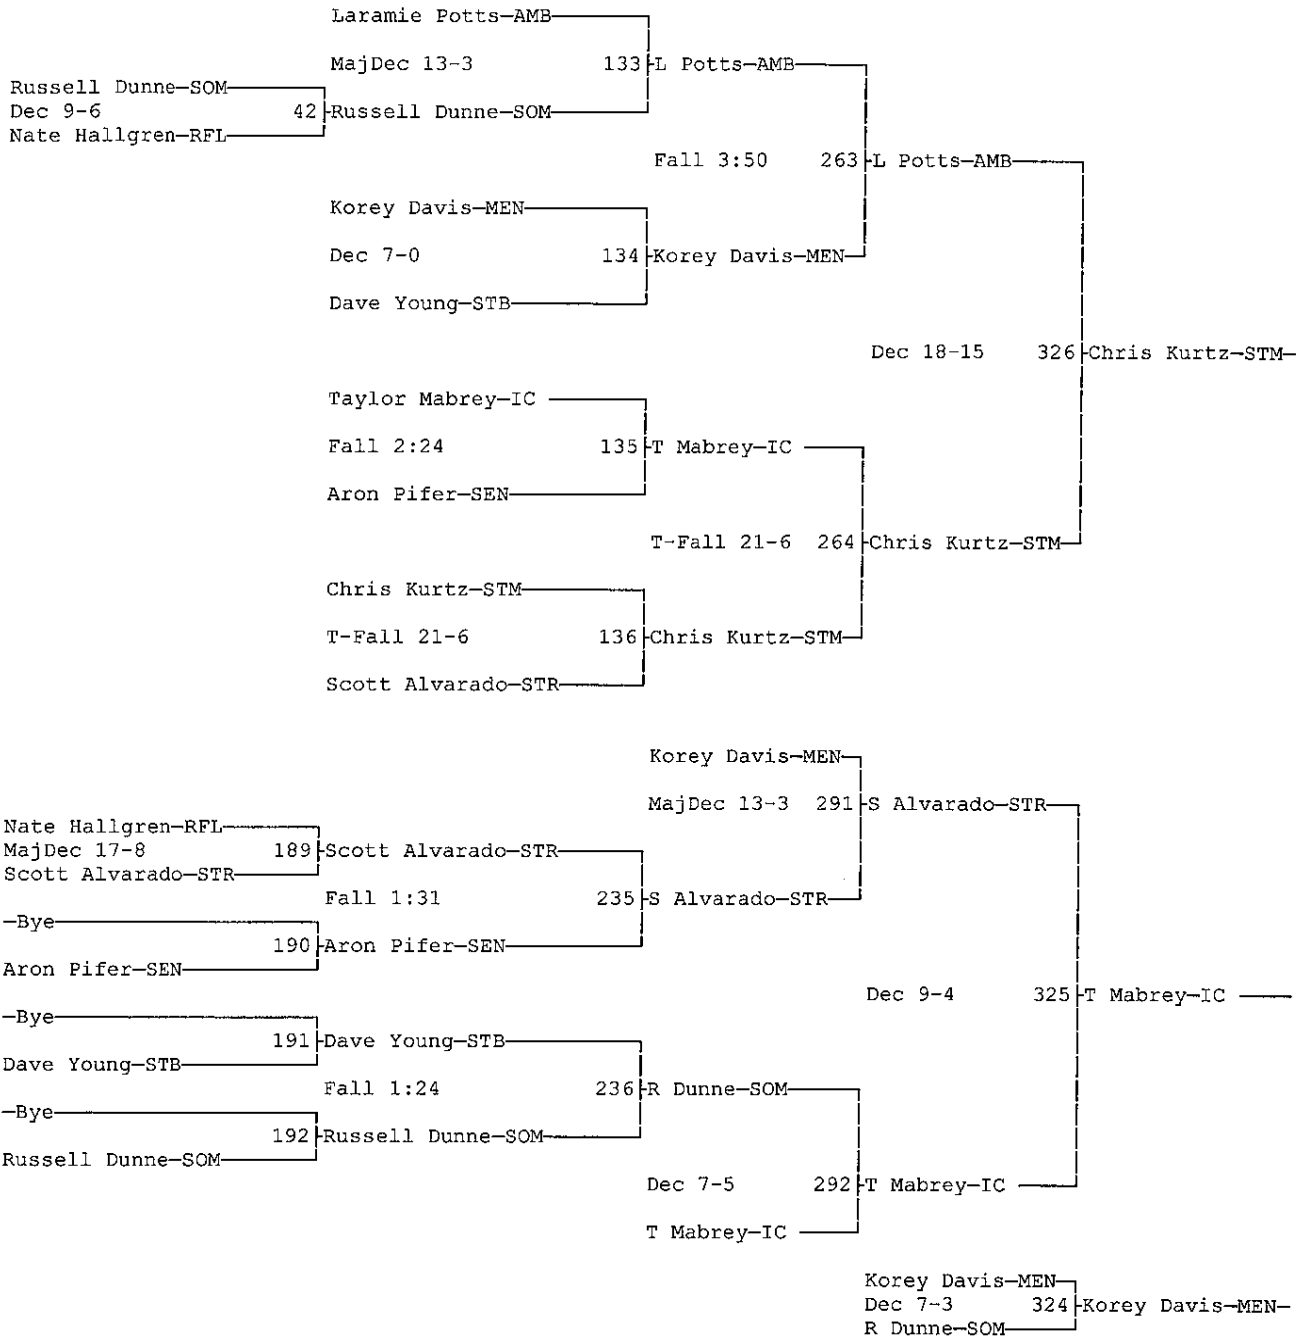 Laramie Potts-AMB
MajDec 13-3 133 L Potts-AMB
Russell Dunne-SOM
Dec 9-6 42 Russell Dunne-SOM
Nate Hallgren-RFL
Fall 3:50 263 L Potts-AMB
Korey Davis-MEN
Dec 7-0 134 Korey Davis-MEN
Dave Young-STB
Dec 18-15 326 Chris Kurtz-STM
Taylor Mabrey-IC
Fall 2:24 135 T Mabrey-IC
Aron Pifer-SEN
T-Fall 21-6 264 Chris Kurtz-STM
Chris Kurtz-STM
T-Fall 21-6 136 Chris Kurtz-STM
Scott Alvarado-STR
Korey Davis-MEN
MajDec 13-3 291 S Alvarado-STR
Nate Hallgren-RFL
MajDec 17-8 189 Scott Alvarado-STR
Scott Alvarado-STR
Fall 1:31 235 S Alvarado-STR
-Bye
190 Aron Pifer-SEN
Aron Pifer-SEN
Dec 9-4 325 T Mabrey-IC
-Bye
191 Dave Young-STB
Dave Young-STB
Fall 1:24 236 R Dunne-SOM
-Bye
192 Russell Dunne-SOM
Russell Dunne-SOM
Dec 7-5 292 T Mabrey-IC
T Mabrey-IC
Korey Davis-MEN
Dec 7-3 324 Korey Davis-MEN
R Dunne-SOM